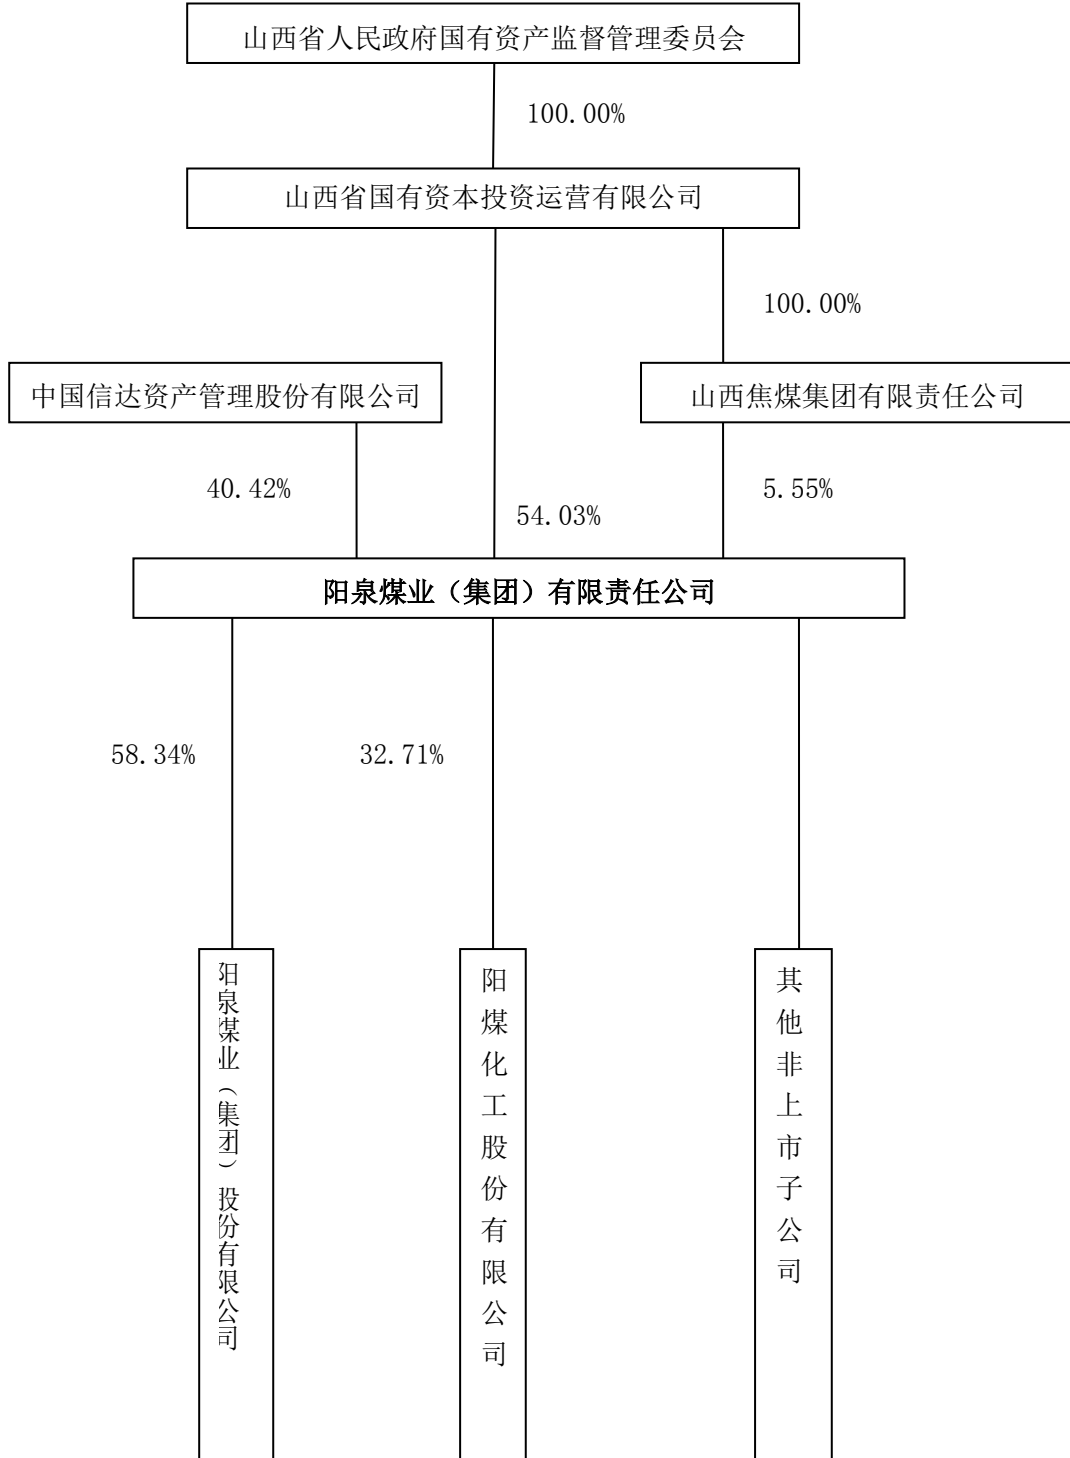 山西省人民政府国有资产监督管理委员会
100.00%
山西省国有资本投资运营有限公司
100.00%
中国信达资产管理股份有限公司
山西焦煤集团有限责任公司
40.42%
54.03%
5.55%
阳泉煤业（集团）有限责任公司
58.34%
32.71%
阳泉煤业（集团）股份有限公司
阳煤化工股份有限公司
其他非上市子公司